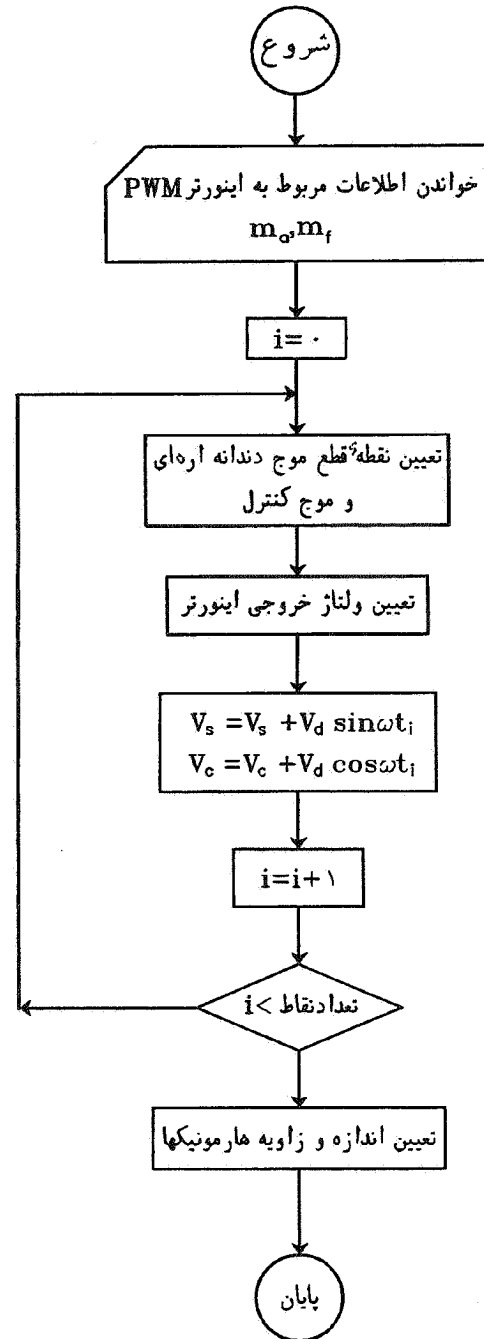 شروع
خواندن اطلاعات مربوط به اینورتر PWM
m_a, m_f
i= ۰
تعیین نقطهٔ قطع موج دندانه اره‌ای
و موج کنترل
تعیین ولتاژ خروجی اینورتر
V_s =V_s +V_d sinωt_i
V_c =V_c +V_d cosωt_i
i=i+۱
i< تعدادنقاط
تعیین اندازه و زاویه هارمونیکها
پایان